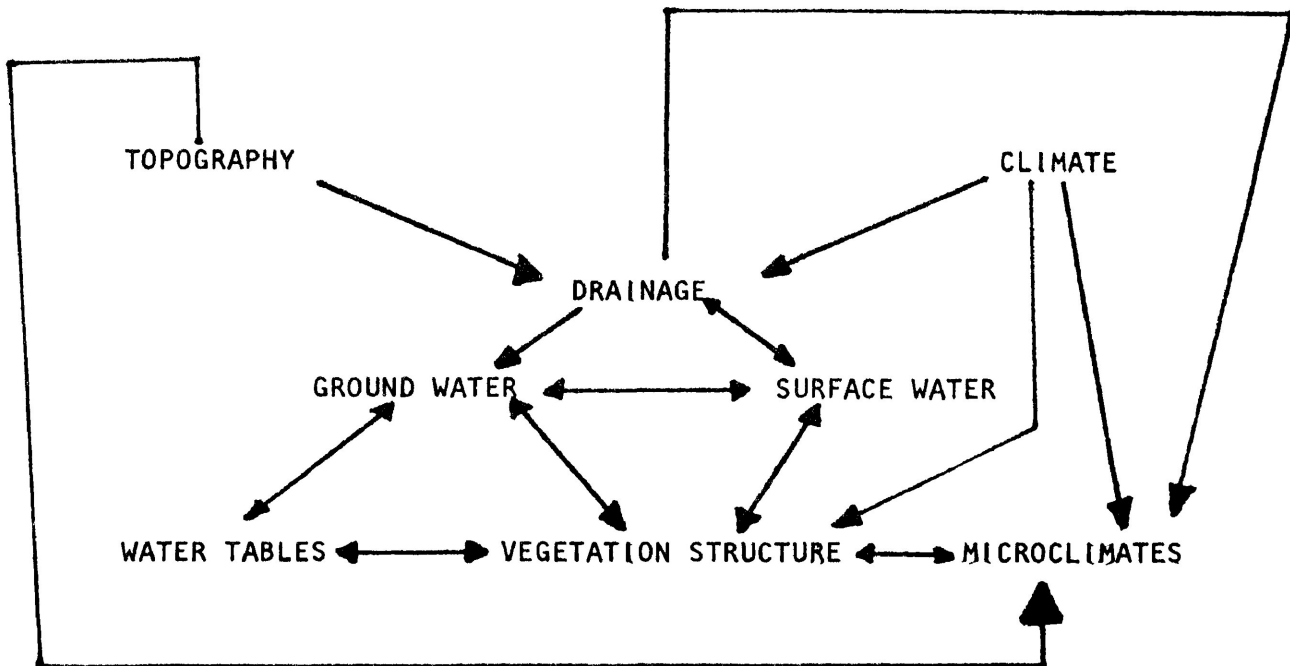 TOPOGRAPHY
CLIMATE
DRAINAGE
GROUND WATER
SURFACE WATER
WATER TABLES
VEGETATION STRUCTURE
MICROCLIMATES